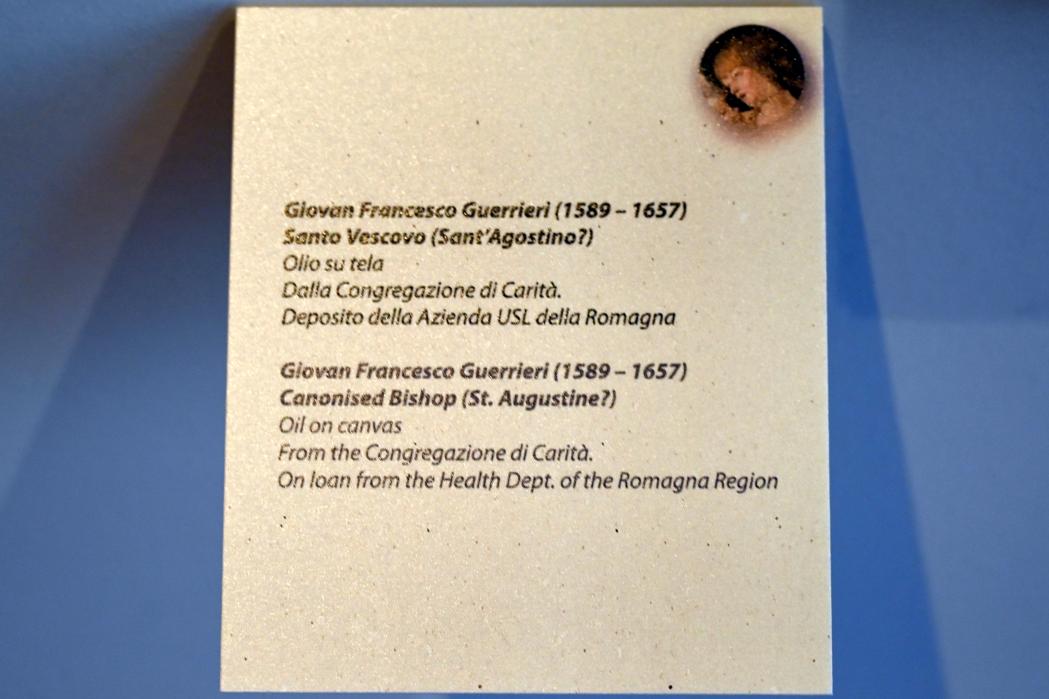 Giovan Francesco Guerrieri (1589 – 1657)
Santo Vescovo (Sant'Agostino?)
Olio su tela
Dalla Congregazione di Carità.
Deposito della Azienda USL della Romagna
Giovan Francesco Guerrieri (1589 – 1657)
Canonised Bishop (St. Augustine?)
Oil on canvas
From the Congregazione di Carità.
On loan from the Health Dept. of the Romagna Region